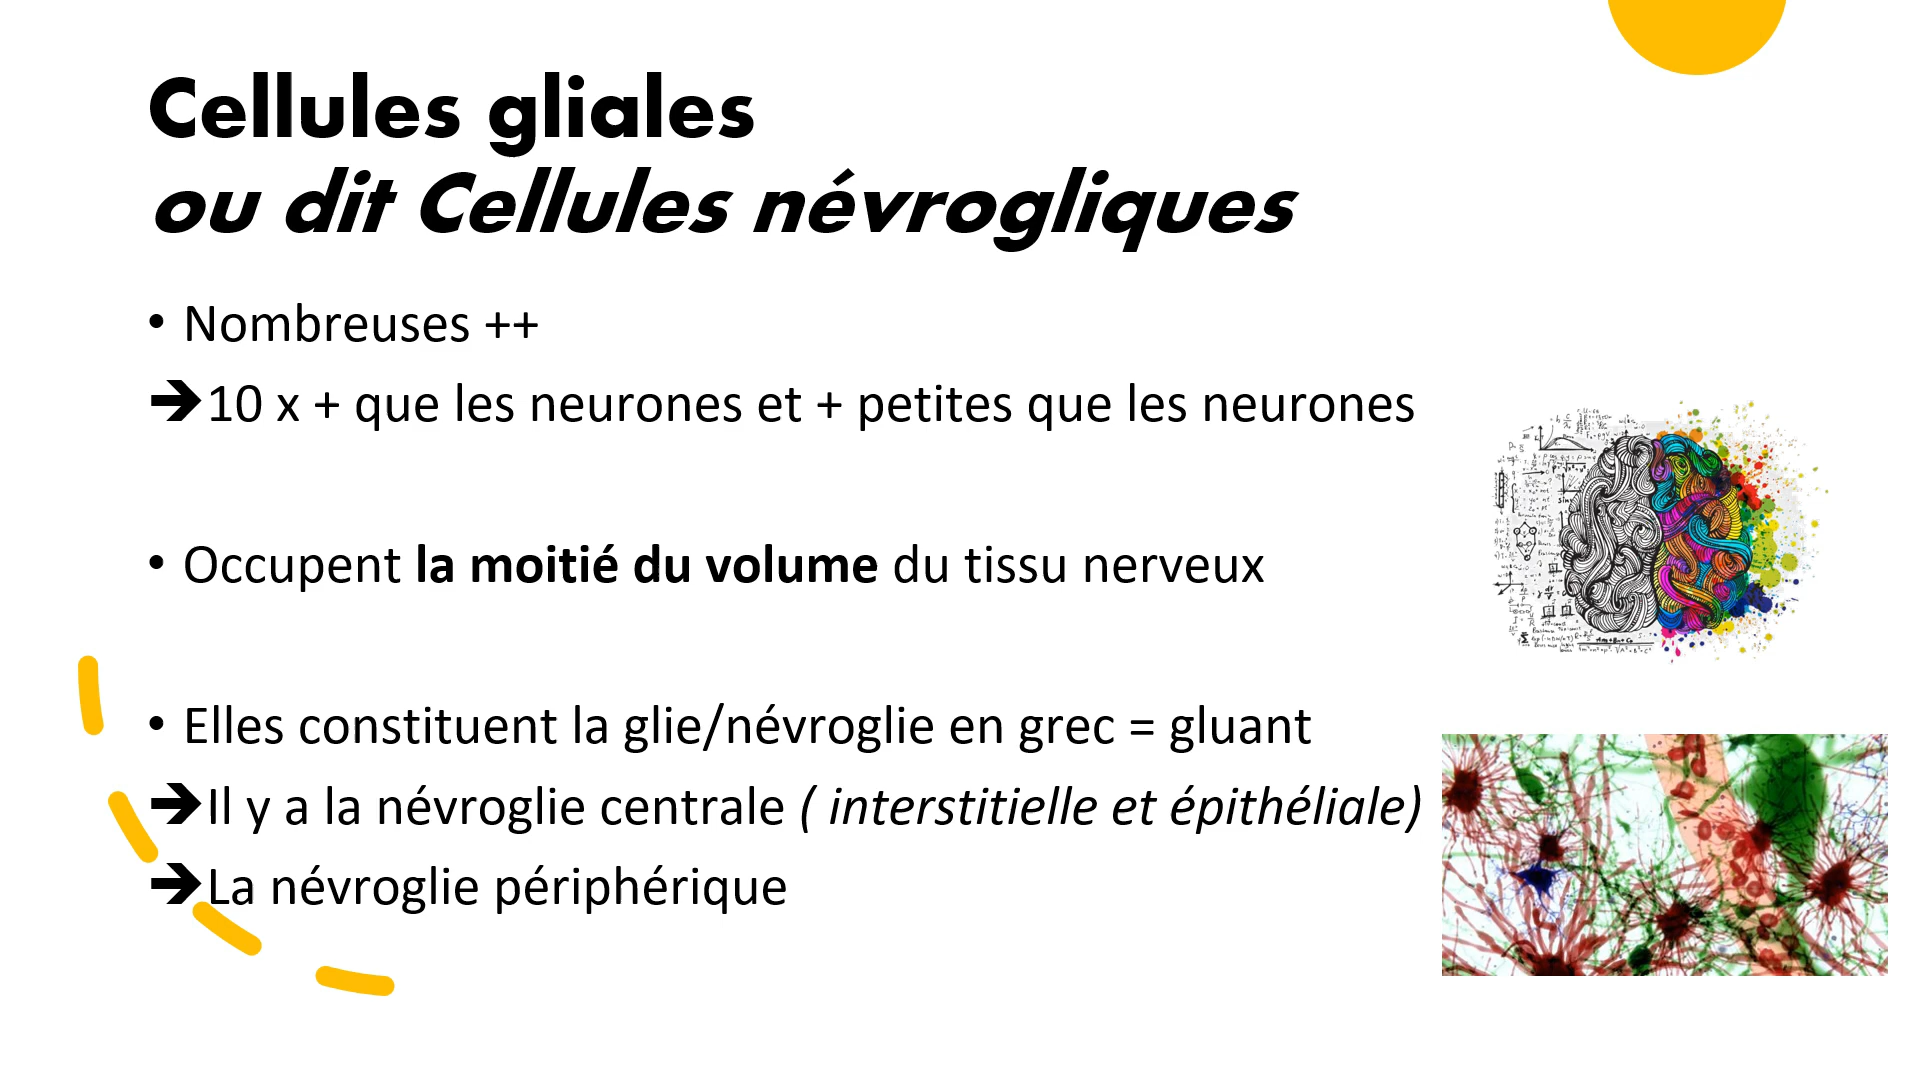 Cellules gliales
ou dit Cellules névrogliques
• Nombreuses ++
➔10 x + que les neurones et + petites que les neurones
• Occupent la moitié du volume du tissu nerveux
• Elles constituent la glie/névroglie en grec = gluant
➔Il y a la névroglie centrale ( interstitielle et épithéliale)
➔La névroglie périphérique